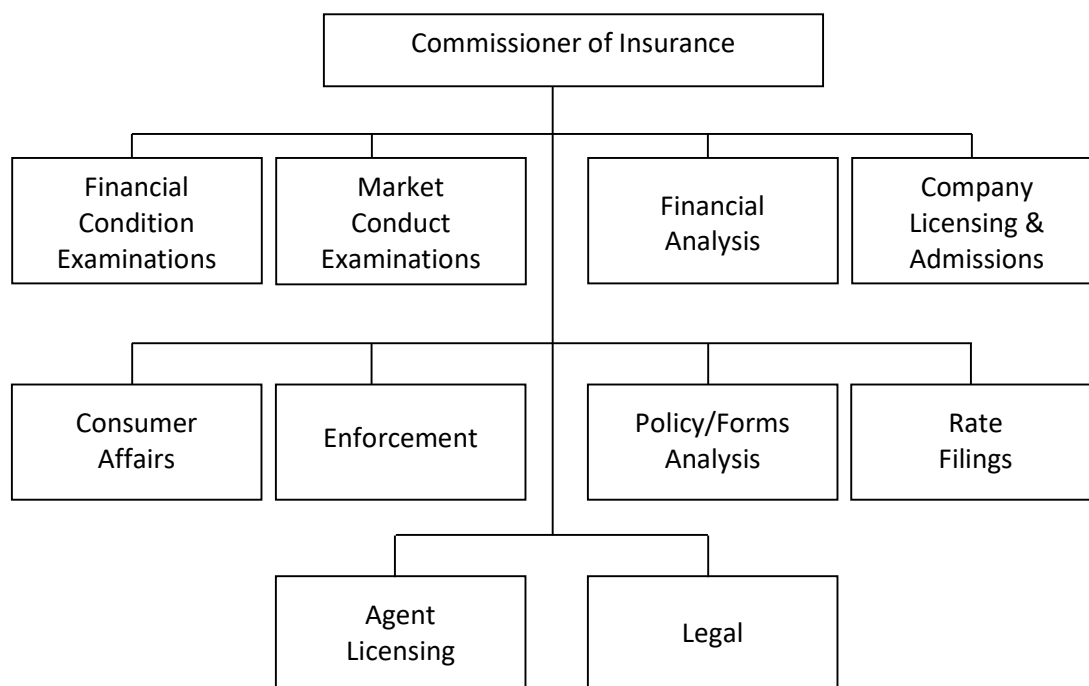 Commissioner of Insurance
Financial
Condition
Examinations
Market
Conduct
Examinations
Financial
Analysis
Company
Licensing &
Admissions
Consumer
Affairs
Enforcement
Policy/Forms
Analysis
Rate
Filings
Agent
Licensing
Legal